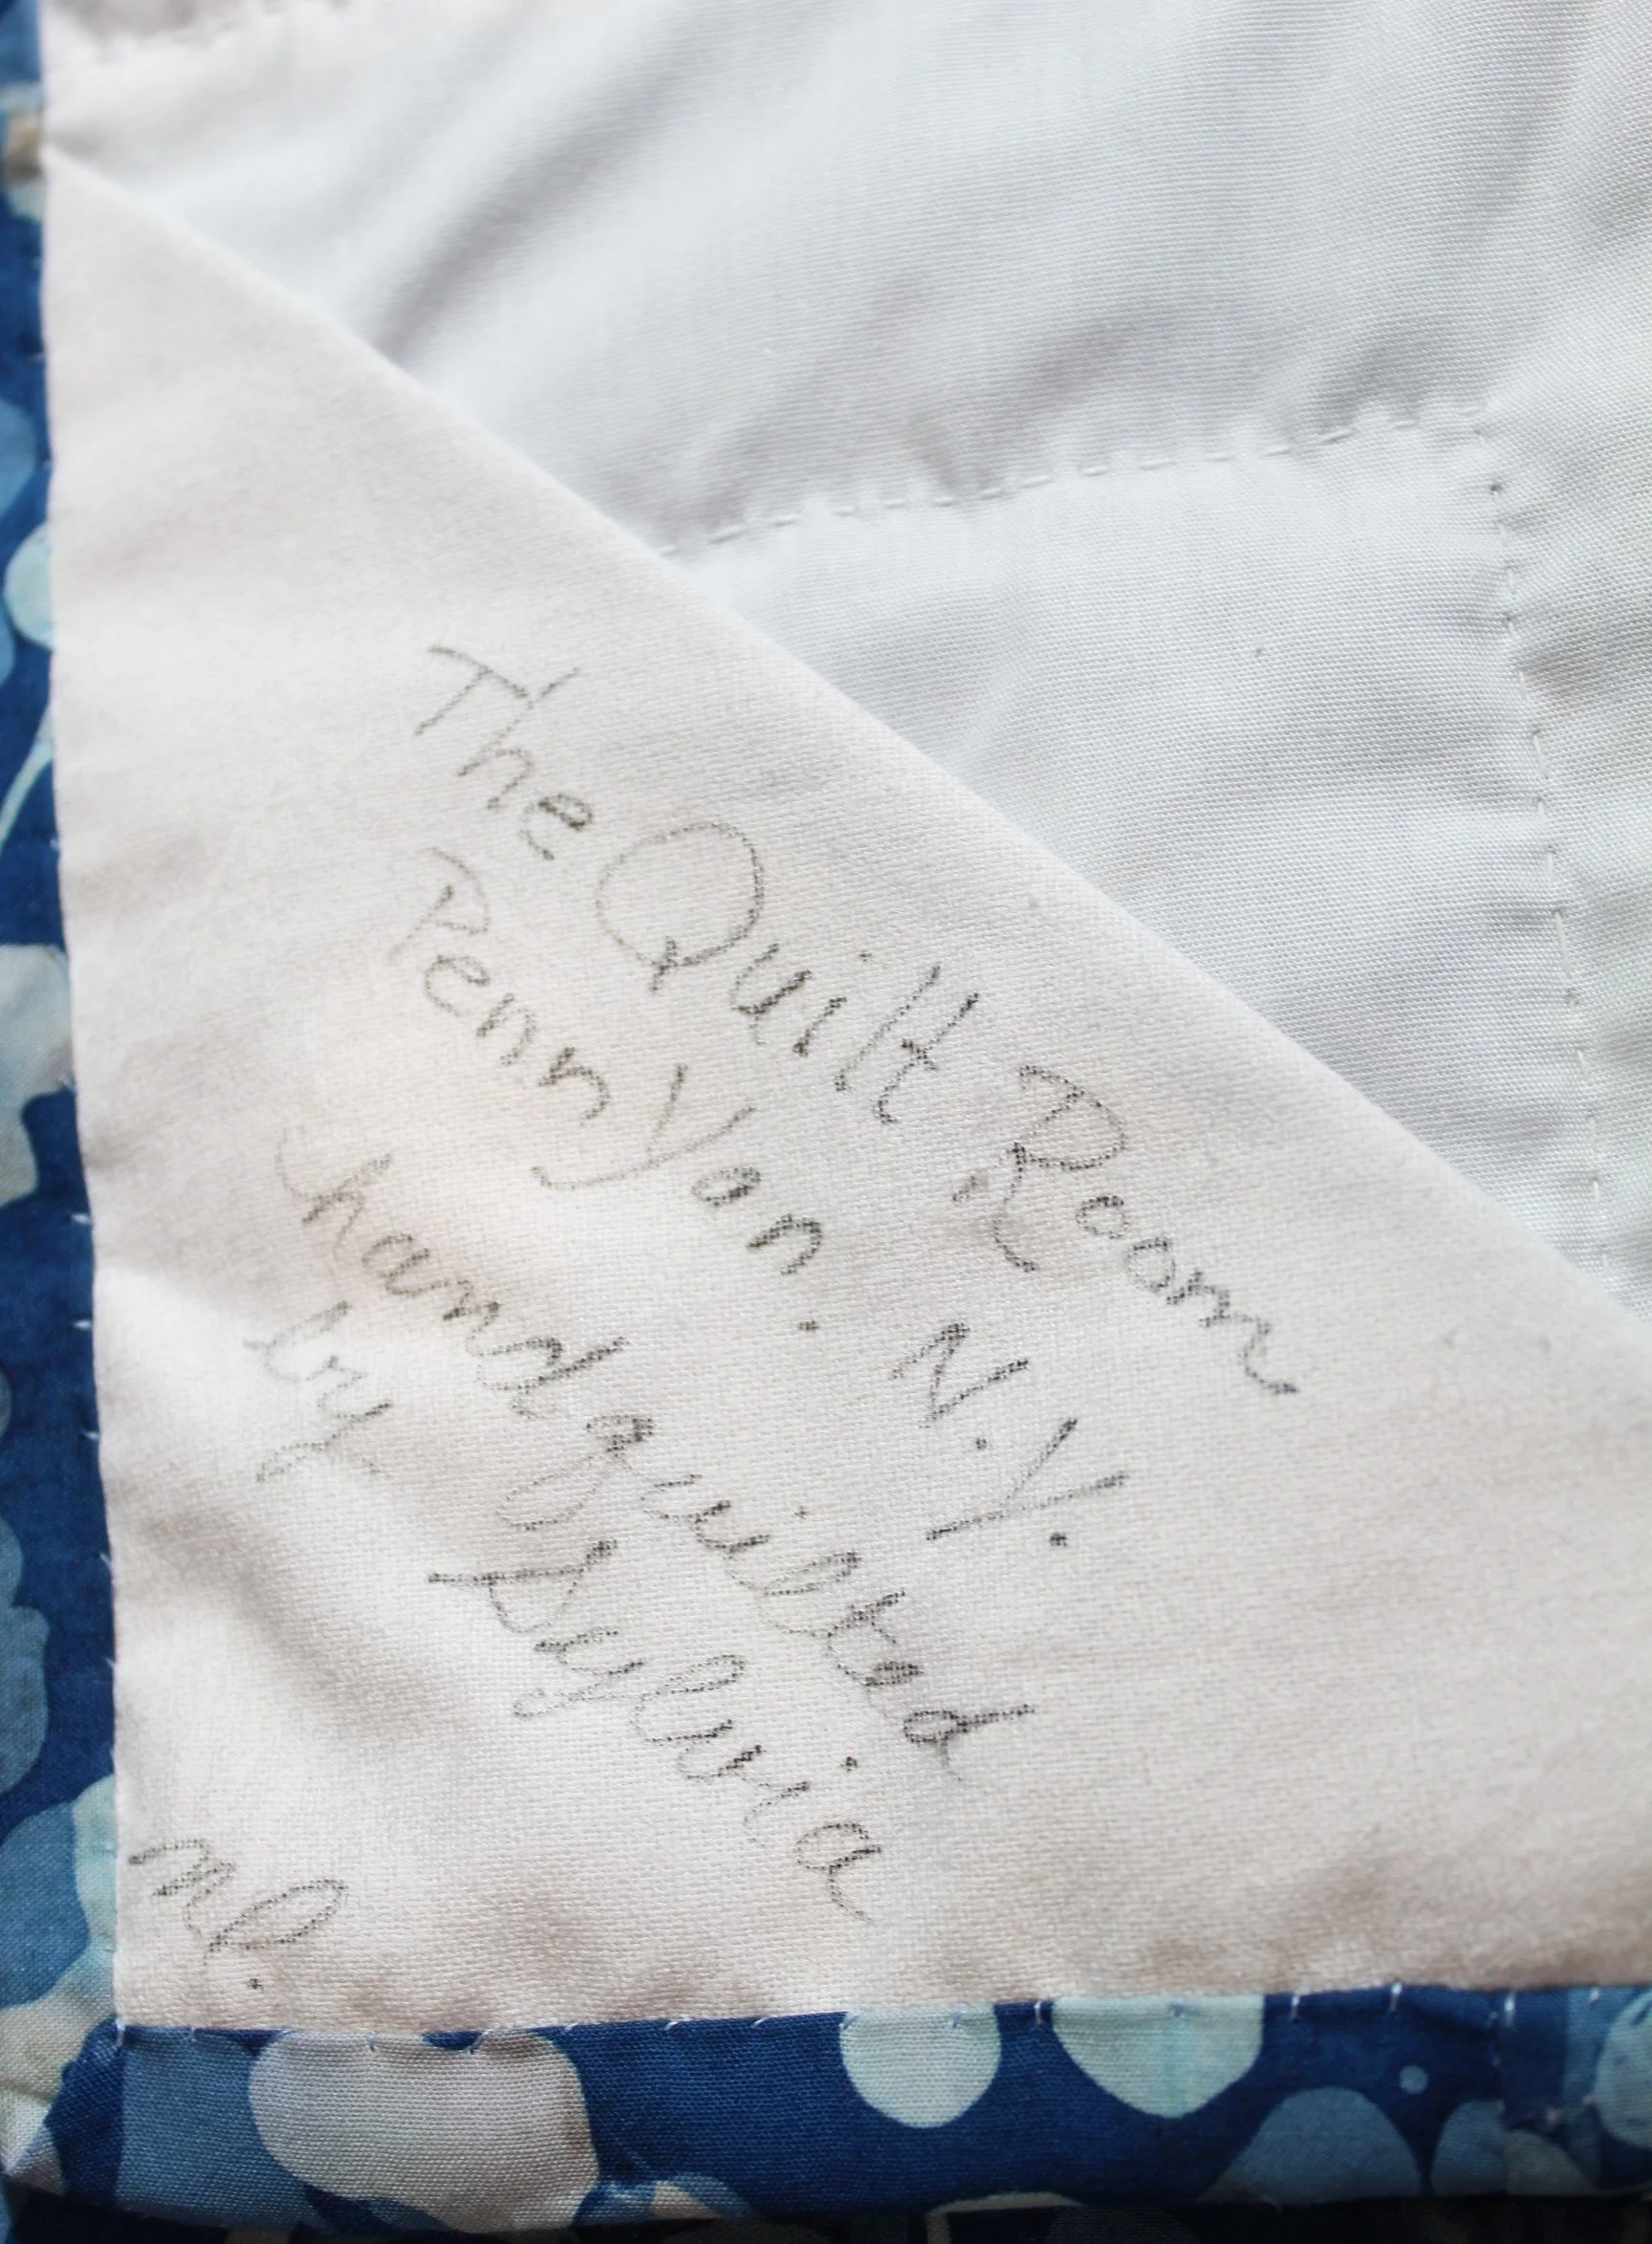 The Quilt Room
Penn Yan. N.Y.
hand quilted
by Sylvia